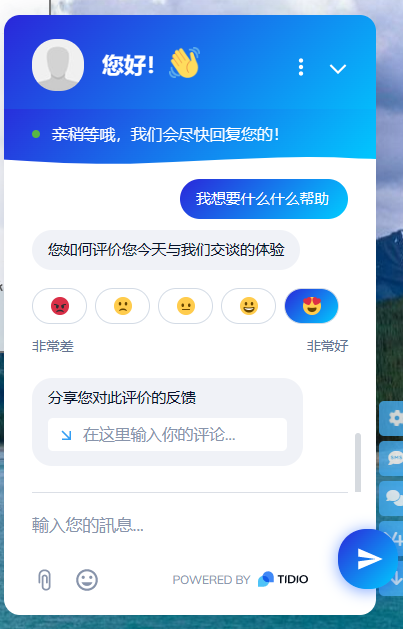 您好！
亲稍等哦，我们会尽快回复您的！
我想要什么什么帮助
您如何评价您今天与我们交谈的体验
非常差
非常好
分享您对此评价的反馈
在这里输入你的评论...
輸入您的訊息...
POWERED BY TIDIO